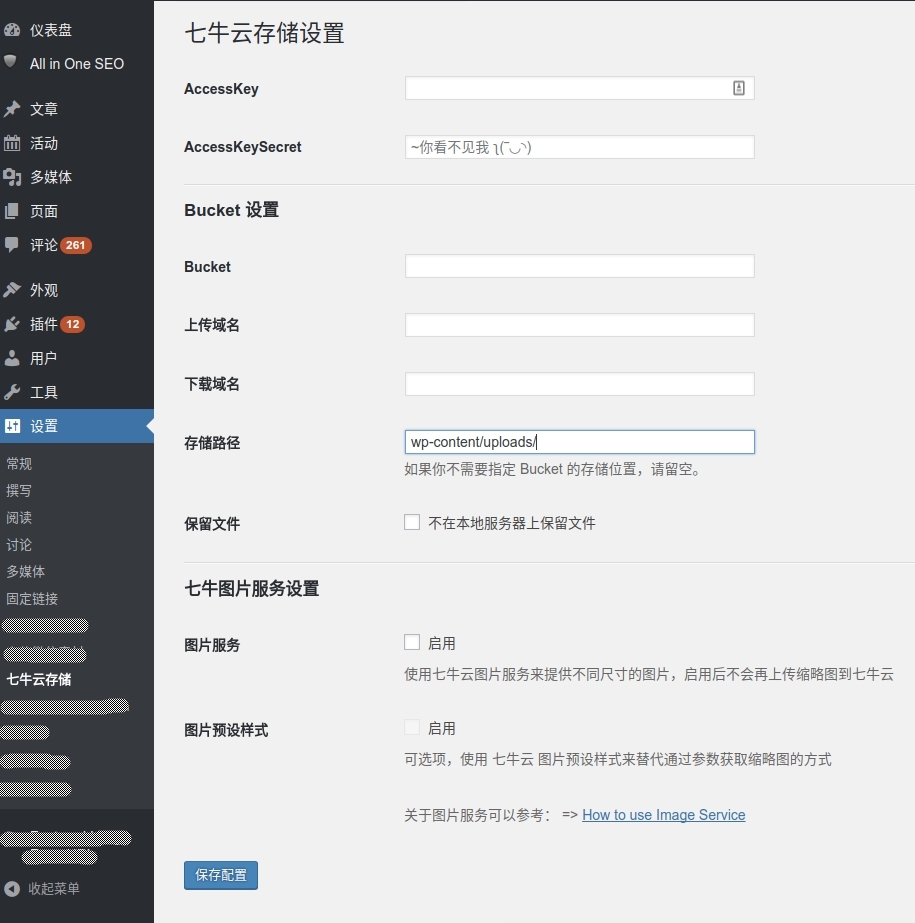 仪表盘
All in One SEO
文章
活动
多媒体
页面
评论 261
外观
插件 12
用户
工具
设置
常规
撰写
阅读
讨论
多媒体
固定链接
七牛云存储
收起菜单
七牛云存储设置
AccessKey
AccessKeySecret ~你看不见我 ʅ(‾◡◝)
Bucket 设置
Bucket
上传域名
下载域名
存储路径 wp-content/uploads/
如果你不需要指定 Bucket 的存储位置，请留空。
保留文件 不在本地服务器上保留文件
七牛图片服务设置
图片服务 启用
使用七牛云图片服务来提供不同尺寸的图片，启用后不会再上传缩略图到七牛云
图片预设样式 启用
可选项，使用 七牛云 图片预设样式来替代通过参数获取缩略图的方式
关于图片服务可以参考： => How to use Image Service
保存配置